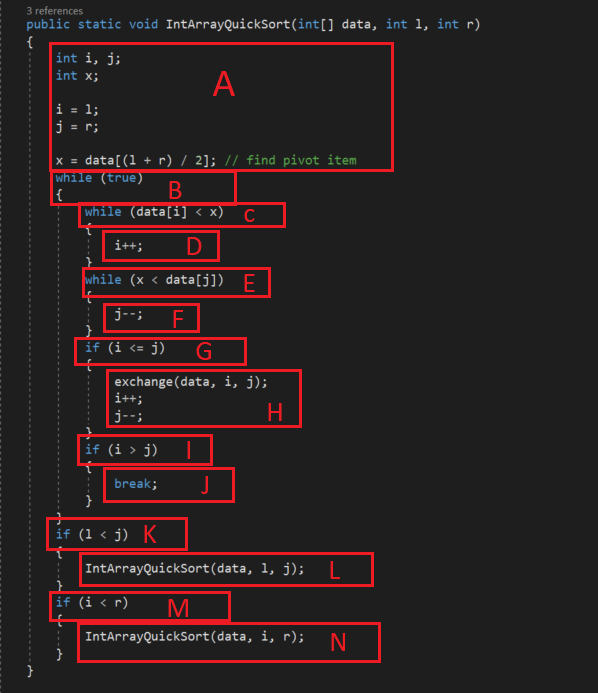 3 references
public static void IntArrayQuickSort(int[] data, int l, int r)
{
int i, j;
A
int x;
i = l;
j = r;
x = data[(l + r) / 2]; // find pivot item
while (true)
B
{
while (data[i] < x)
c
{
i++;
D
}
while (x < data[j])
E
{
j--;
F
}
if (i <= j)
G
{
exchange(data, i, j);
i++;
H
j--;
}
if (i > j)
I
{
break;
J
}
}
if (l < j)
K
{
IntArrayQuickSort(data, l, j);
L
}
if (i < r)
M
{
IntArrayQuickSort(data, i, r);
N
}
}